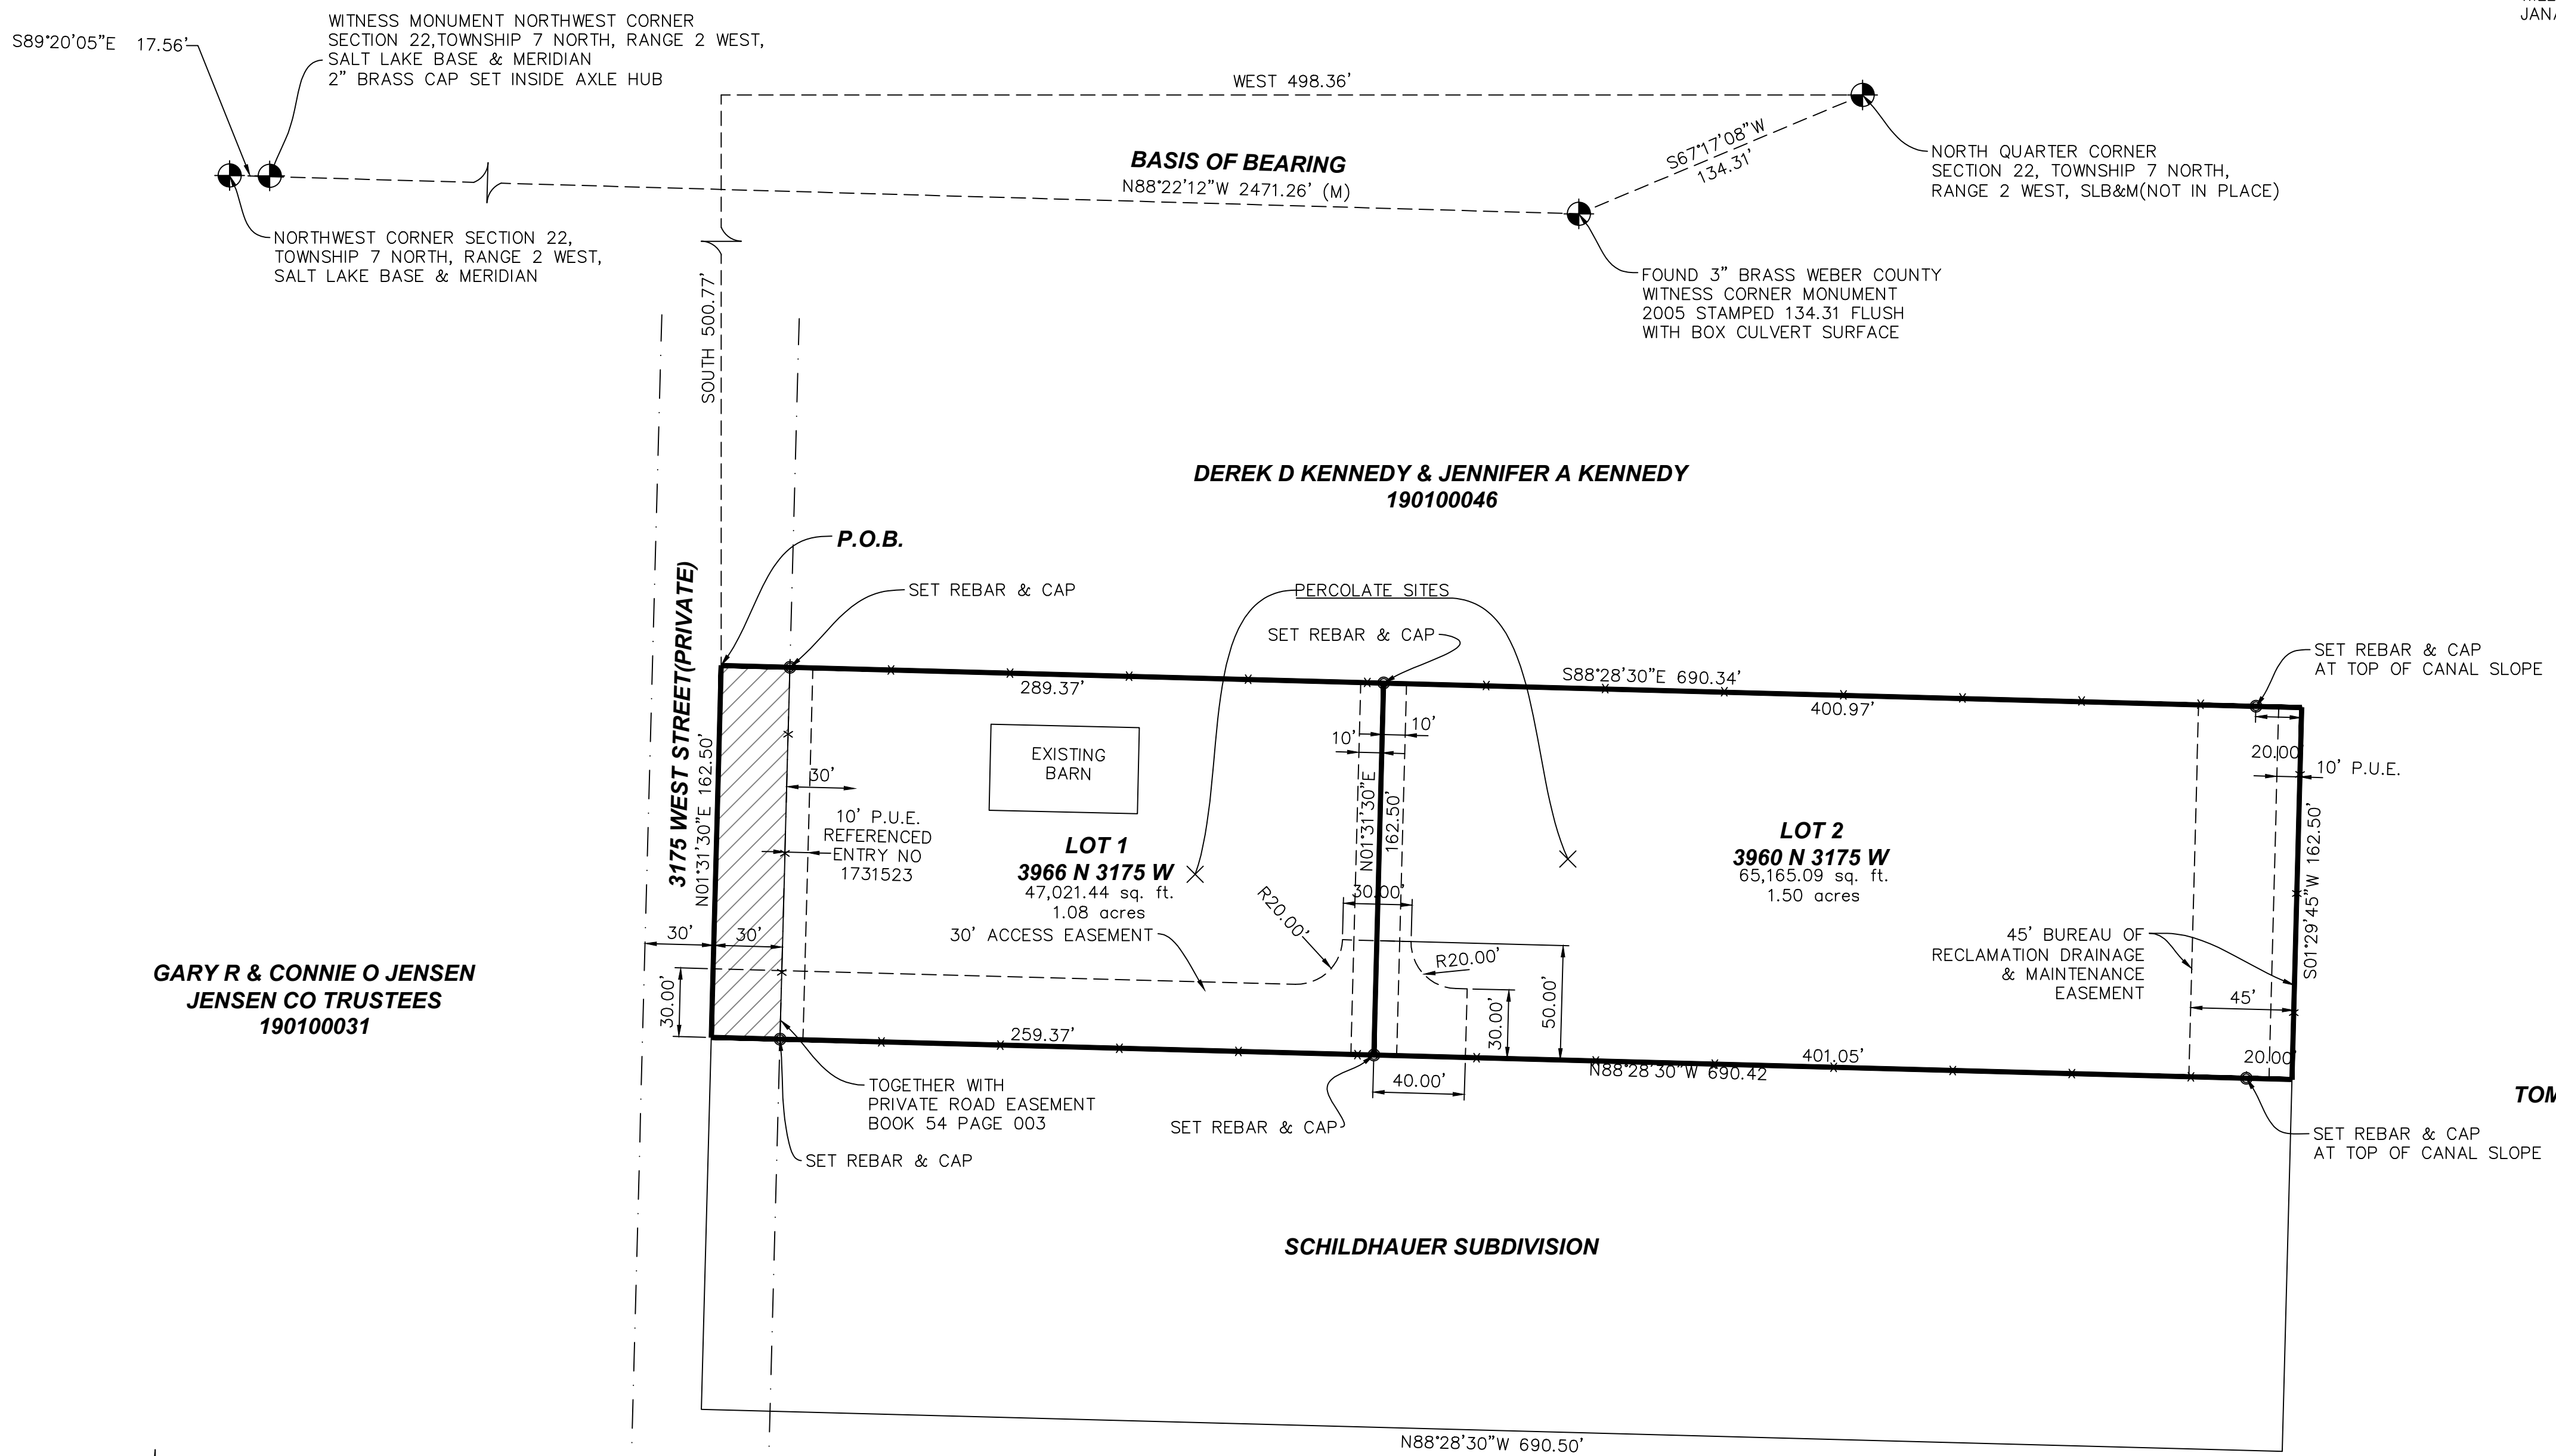 JAN
S89°20'05"E 17.56'
WITNESS MONUMENT NORTHWEST CORNER
SECTION 22,TOWNSHIP 7 NORTH, RANGE 2 WEST,
SALT LAKE BASE & MERIDIAN
2" BRASS CAP SET INSIDE AXLE HUB
WEST 498.36'
BASIS OF BEARING
N88°22'12"W 2471.26' (M)
S67°17'08"W
134.31'
NORTH QUARTER CORNER
SECTION 22, TOWNSHIP 7 NORTH,
RANGE 2 WEST, SLB&M(NOT IN PLACE)
NORTHWEST CORNER SECTION 22,
TOWNSHIP 7 NORTH, RANGE 2 WEST,
SALT LAKE BASE & MERIDIAN
FOUND 3" BRASS WEBER COUNTY
WITNESS CORNER MONUMENT
2005 STAMPED 134.31 FLUSH
WITH BOX CULVERT SURFACE
SOUTH 500.77'
DEREK D KENNEDY & JENNIFER A KENNEDY
190100046
P.O.B.
SET REBAR & CAP
PERCOLATE SITES
SET REBAR & CAP
SET REBAR & CAP
AT TOP OF CANAL SLOPE
3175 WEST STREET(PRIVATE)
N01°31'30"E 162.50'
289.37'
S88°28'30"E 690.34'
400.97'
EXISTING
BARN
10'
10'
20.00'
10' P.U.E.
30'
10' P.U.E.
REFERENCED
ENTRY NO
1731523
LOT 1
3966 N 3175 W
47,021.44 sq. ft.
1.08 acres
N01°31'30"E
162.50'
LOT 2
3960 N 3175 W
65,165.09 sq. ft.
1.50 acres
S01°29'45"W 162.50'
30.00'
R20.00'
30' ACCESS EASEMENT
30'
30'
R20.00'
45' BUREAU OF
RECLAMATION DRAINAGE
& MAINTENANCE
EASEMENT
45'
GARY R & CONNIE O JENSEN
JENSEN CO TRUSTEES
190100031
30.00'
30.00'
50.00'
259.37'
401.05'
20.00'
N88°28'30"W 690.42
40.00'
TOGETHER WITH
PRIVATE ROAD EASEMENT
BOOK 54 PAGE 003
TOM
SET REBAR & CAP
SET REBAR & CAP
AT TOP OF CANAL SLOPE
SET REBAR & CAP
SCHILDHAUER SUBDIVISION
N88°28'30"W 690.50'